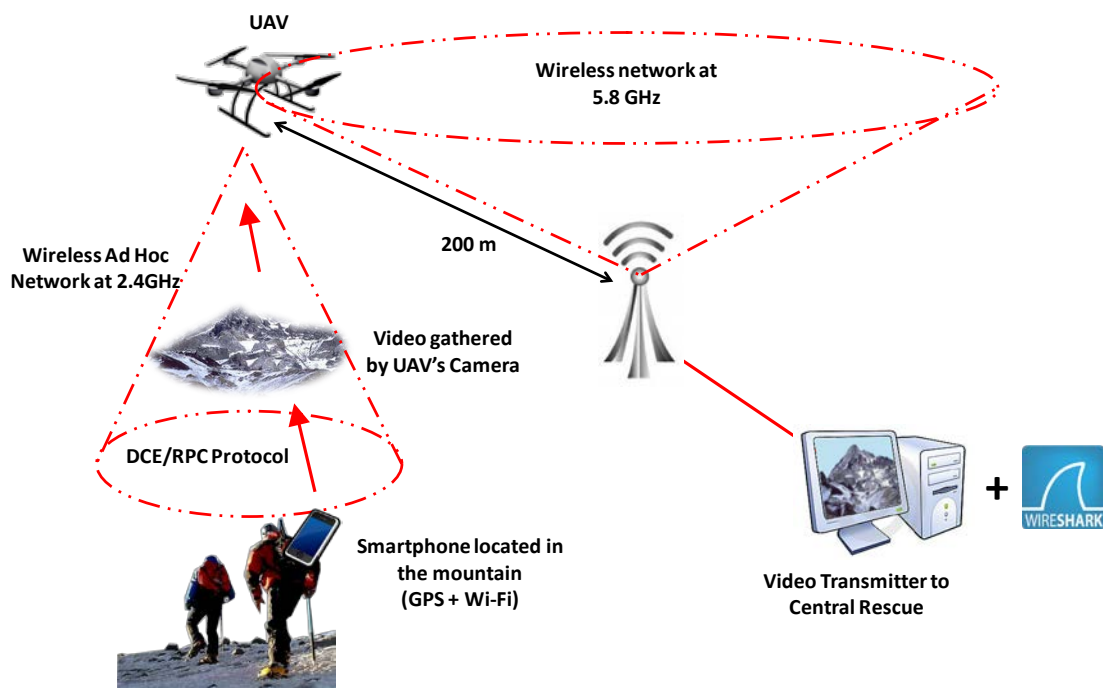 UAV
Wireless network at
5.8 GHz
200 m
Wireless Ad Hoc
Network at 2.4GHz
Video gathered
by UAV's Camera
DCE/RPC Protocol
Smartphone located in
the mountain
(GPS + Wi-Fi)
+
WIRESHARK
Video Transmitter to
Central Rescue